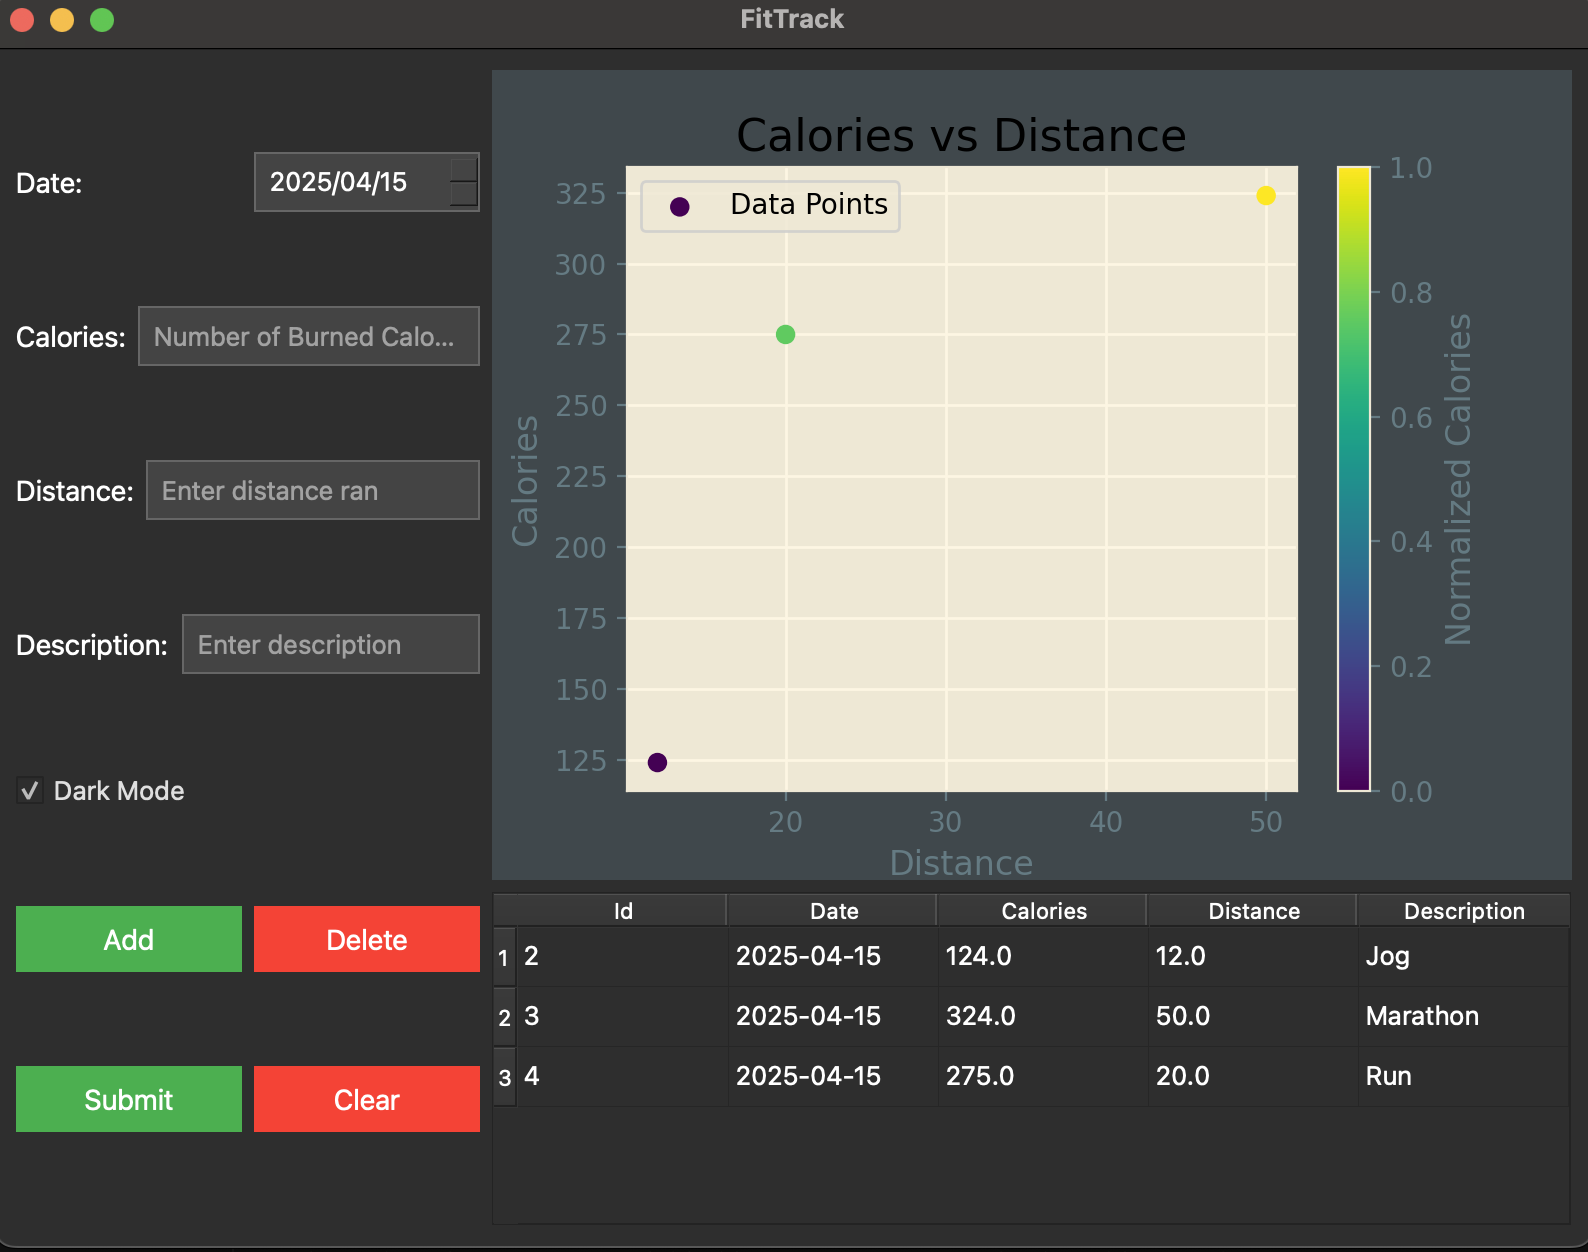 FitTrack
Date:
2025/04/15
Calories:
Number of Burned Calo...
Distance:
Enter distance ran
Description:
Enter description
✓ Dark Mode
Add
Delete
Submit
Clear
Calories vs Distance
Data Points
Calories
325
300
275
250
225
200
175
150
125
20 30 40 50
Distance
1.0
0.8
0.6
0.4
0.2
0.0
Normalized Calories
Id Date Calories Distance Description
1 2 2025-04-15 124.0 12.0 Jog
2 3 2025-04-15 324.0 50.0 Marathon
3 4 2025-04-15 275.0 20.0 Run